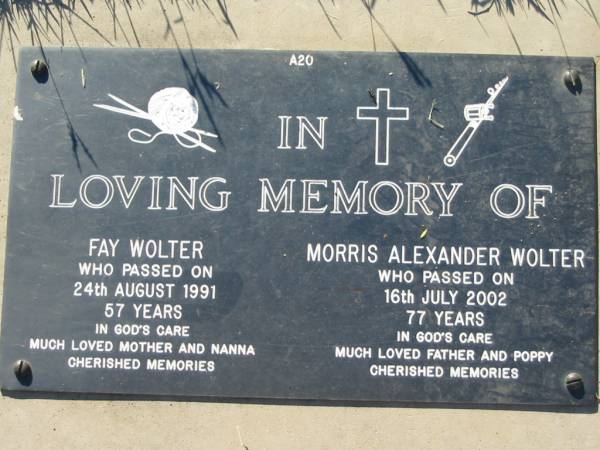 A20
IN
LOVING MEMORY OF
FAY WOLTER
WHO PASSED ON
24th AUGUST 1991
57 YEARS
IN GOD'S CARE
MUCH LOVED MOTHER AND NANNA
CHERISHED MEMORIES
MORRIS ALEXANDER WOLTER
WHO PASSED ON
16th JULY 2002
77 YEARS
IN GOD'S CARE
MUCH LOVED FATHER AND POPPY
CHERISHED MEMORIES